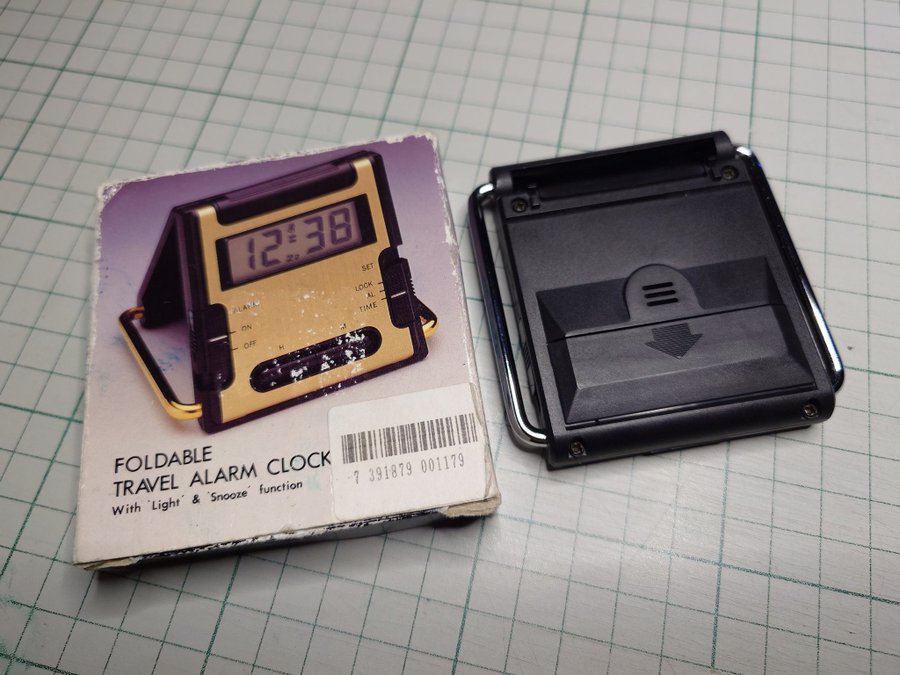 12:38
SET
LOCK
AL
TIME
ALARM
ON
OFF
H
M
FOLDABLE
TRAVEL ALARM CLOCK
With 'Light' & 'Snooze' function
7 391879 001179